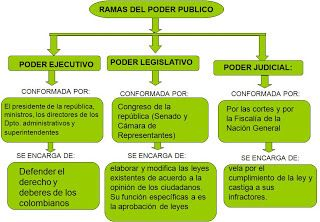 RAMAS DEL PODER PUBLICO
PODER EJECUTIVO
PODER LEGISLATIVO
PODER JUDICIAL:
CONFORMADA POR:
CONFORMADA POR:
CONFORMADA POR:
El presidente de la república,
ministros, los directores de los
Dpto. administrativos y
superintendentes
Congreso de la
república (Senado y
Cámara de
Representantes)
Por las cortes y por
la Fiscalía de la
Nación General
SE ENCARGA DE:
SE ENCARGA DE:
SE ENCARGA DE:
Defender el
derecho y
deberes de los
colombianos
elaborar y modifica las leyes
existentes de acuerdo a la
opinión de los ciudadanos.
Su función específicas a es
la aprobación de leyes
vela por el
cumplimiento de la ley y
castiga a sus
infractores.